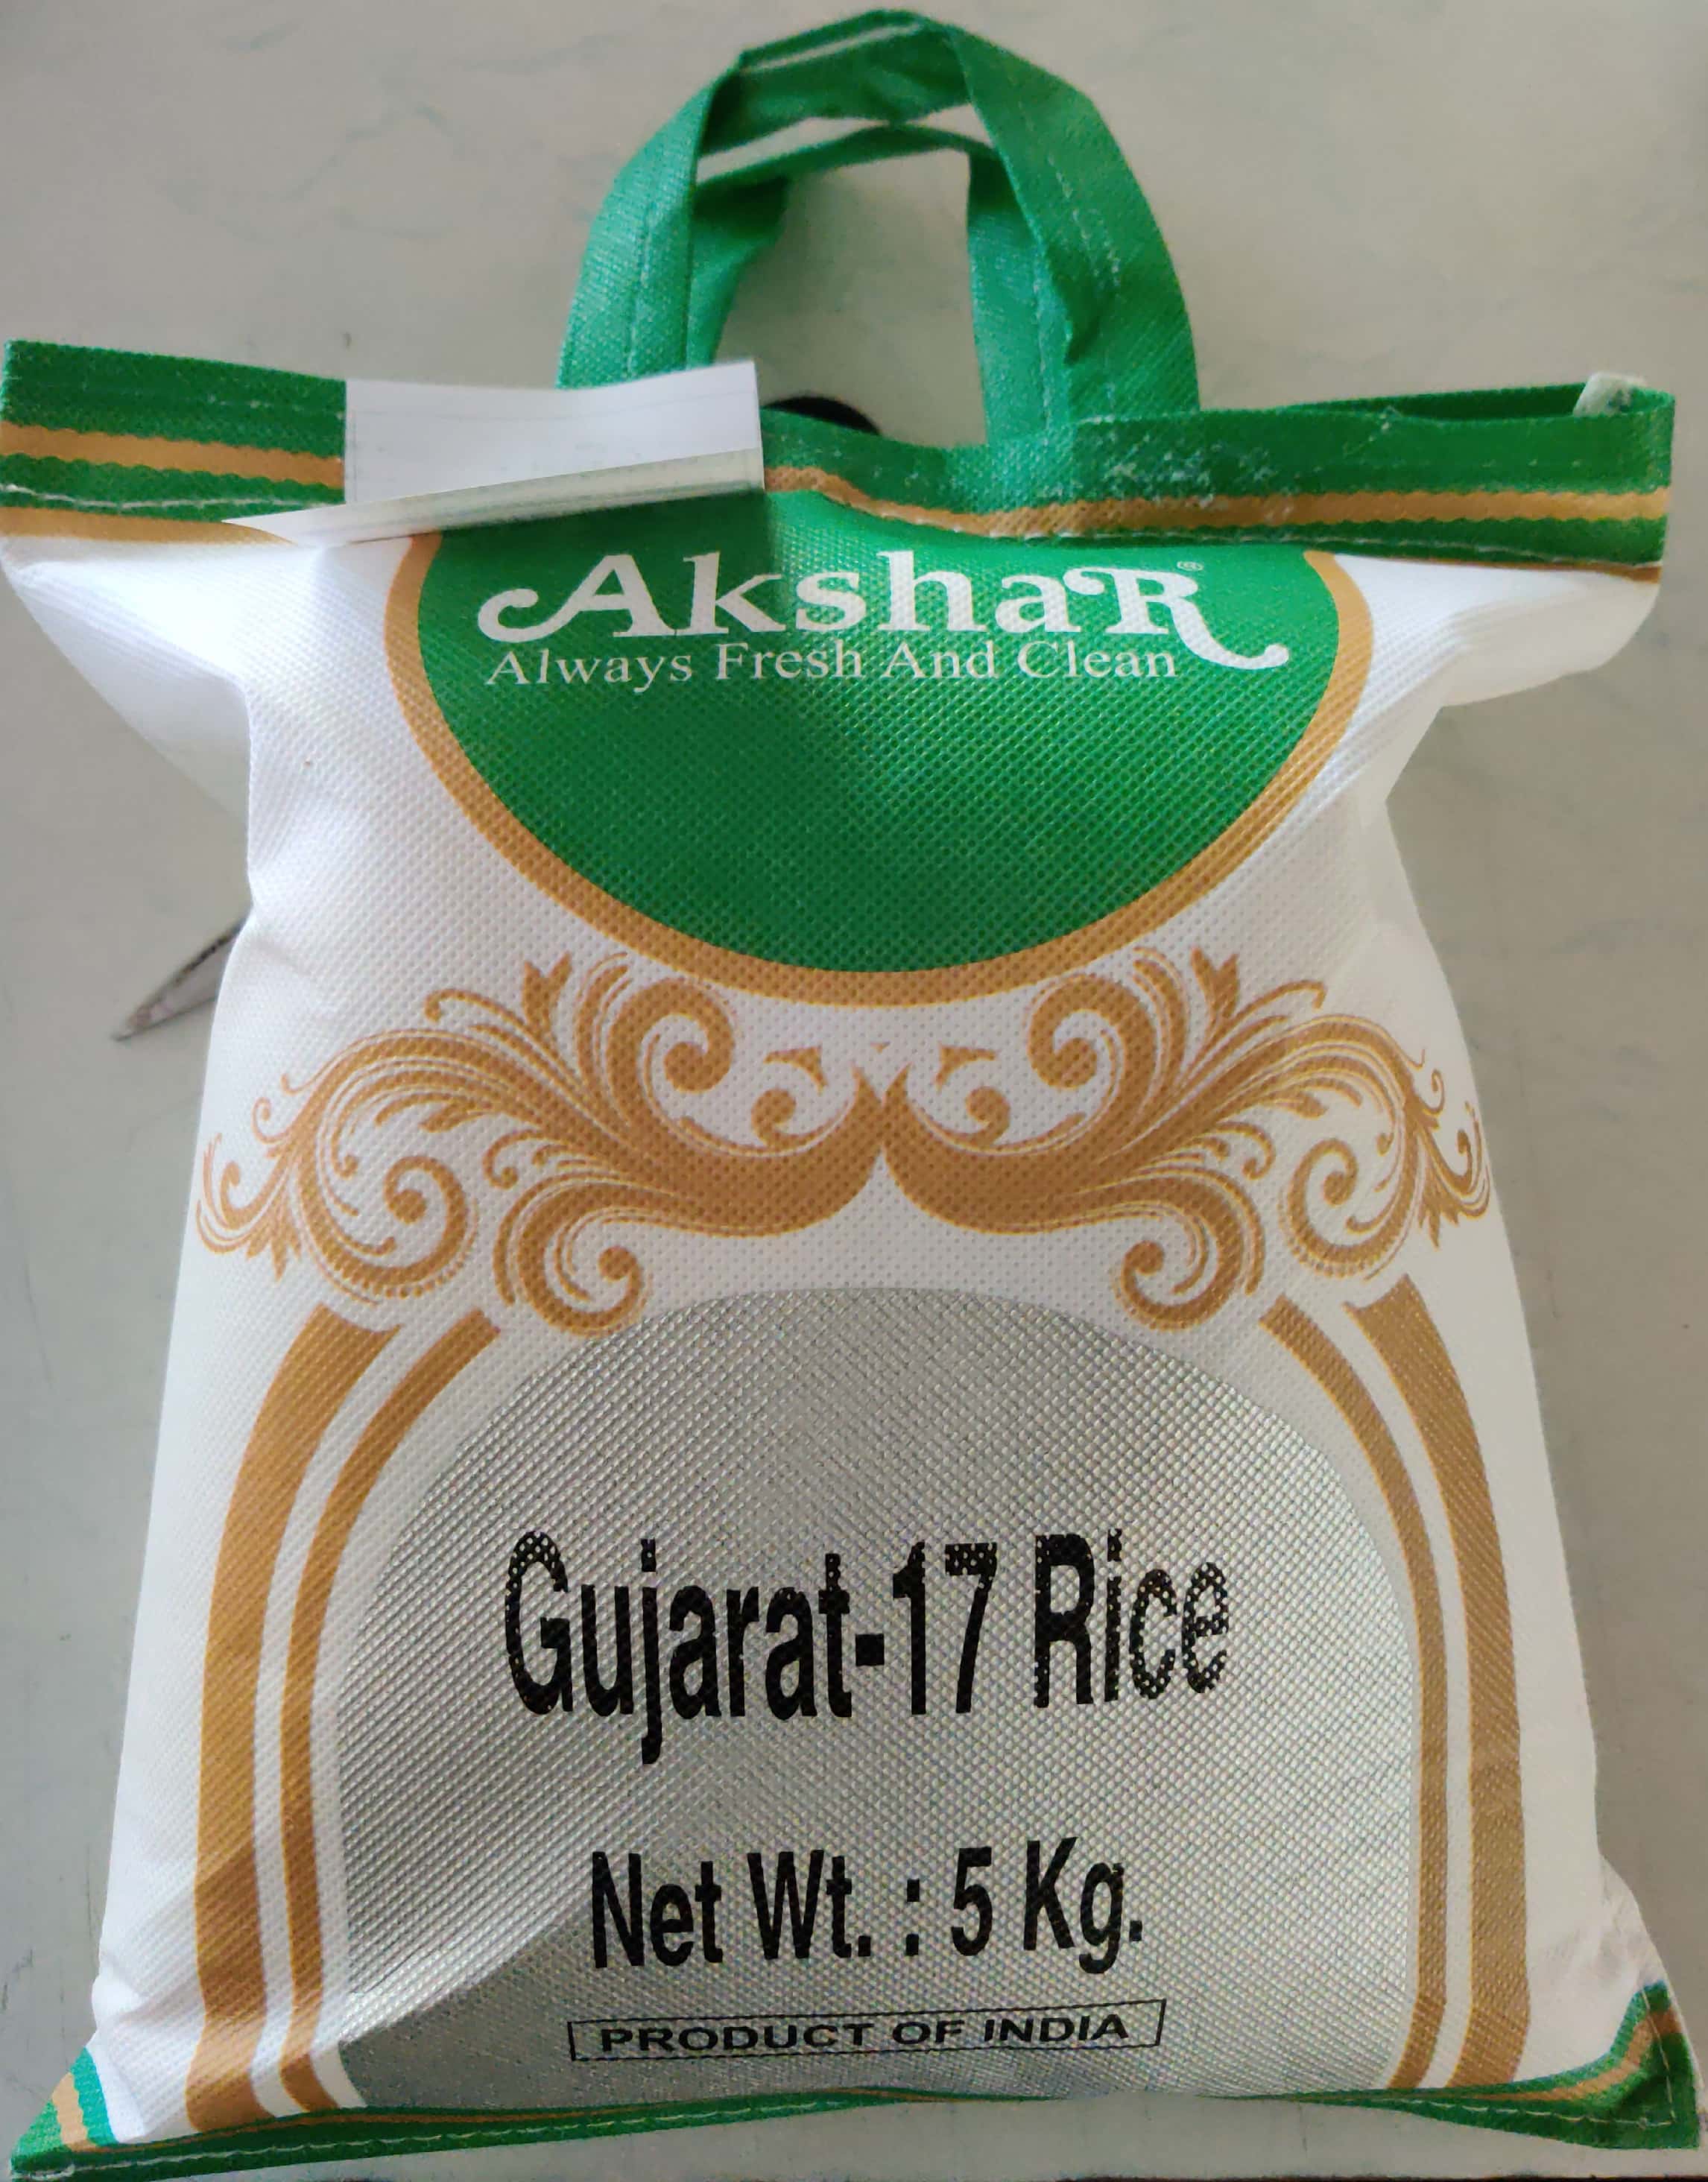 AkshaR®
Always Fresh And Clean
Gujarat-17 Rice
Net Wt. : 5 Kg.
PRODUCT OF INDIA